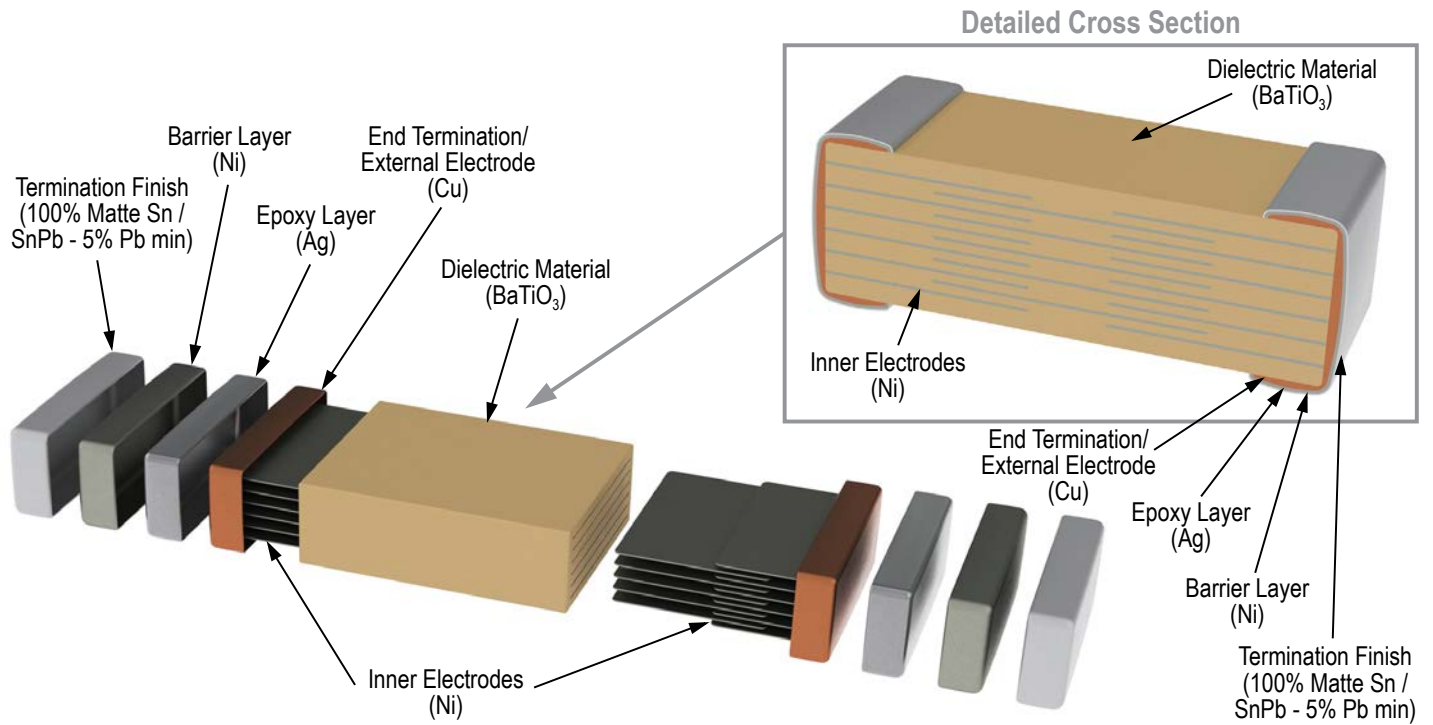 Detailed Cross Section
Dielectric Material
(BaTiO₃)
Inner Electrodes
(Ni)
End Termination/
External Electrode
(Cu)
Epoxy Layer
(Ag)
Barrier Layer
(Ni)
Termination Finish
(100% Matte Sn /
SnPb - 5% Pb min)
Termination Finish
(100% Matte Sn /
SnPb - 5% Pb min)
Barrier Layer
(Ni)
Epoxy Layer
(Ag)
End Termination/
External Electrode
(Cu)
Dielectric Material
(BaTiO₃)
Inner Electrodes
(Ni)